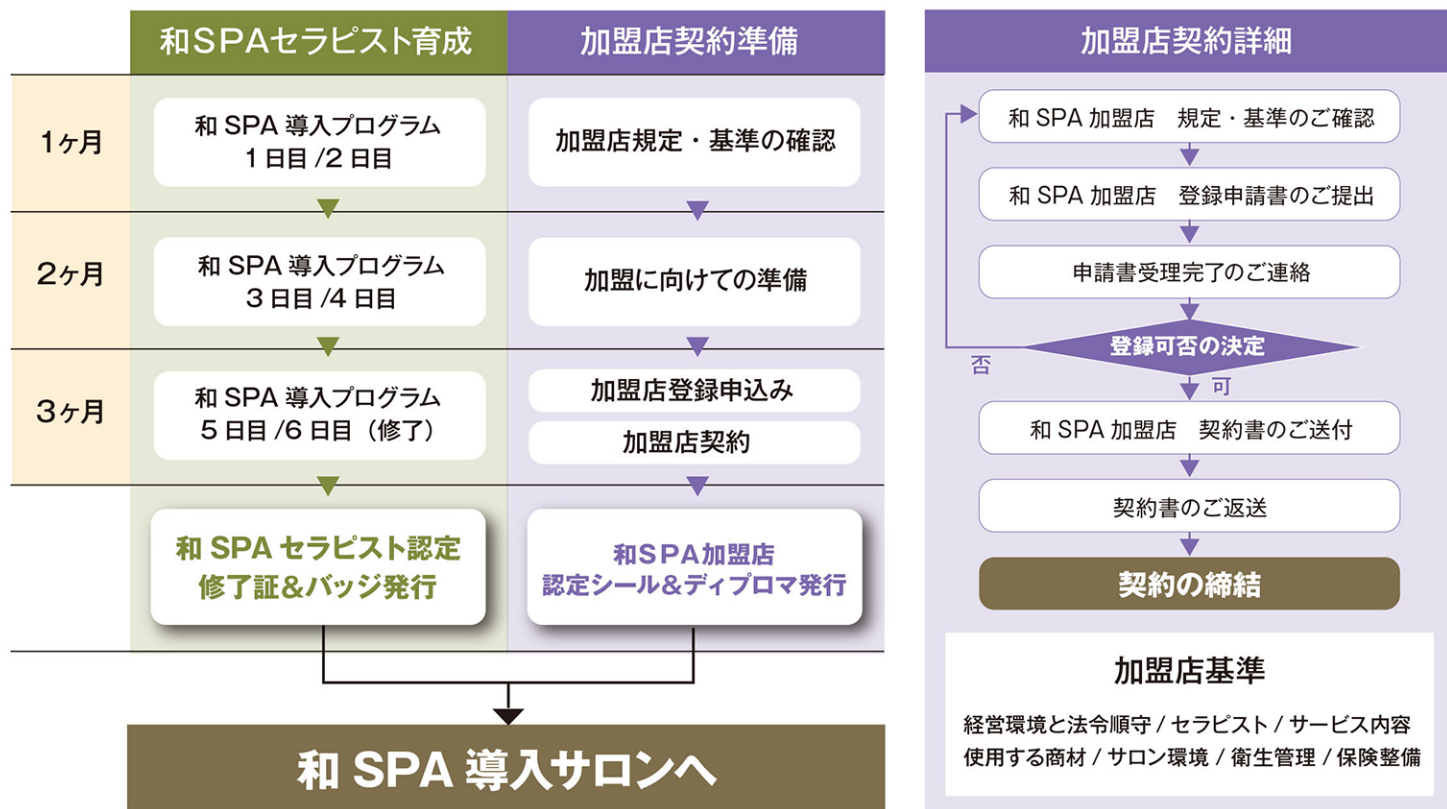 和SPAセラピスト育成
加盟店契約準備
1ヶ月
和 SPA 導入プログラム
1 日目 /2 日目
加盟店規定・基準の確認
2ヶ月
和 SPA 導入プログラム
3 日目 /4 日目
加盟に向けての準備
3ヶ月
和 SPA 導入プログラム
5 日目 /6 日目（修了）
加盟店登録申込み
加盟店契約
和 SPA セラピスト認定
修了証&バッジ発行
和SPA加盟店
認定シール&ディプロマ発行
和 SPA 導入サロンへ
加盟店契約詳細
和 SPA 加盟店　規定・基準のご確認
和 SPA 加盟店　登録申請書のご提出
申請書受理完了のご連絡
登録可否の決定
否
可
和 SPA 加盟店　契約書のご送付
契約書のご返送
契約の締結
加盟店基準
経営環境と法令順守 / セラピスト / サービス内容
使用する商材 / サロン環境 / 衛生管理 / 保険整備